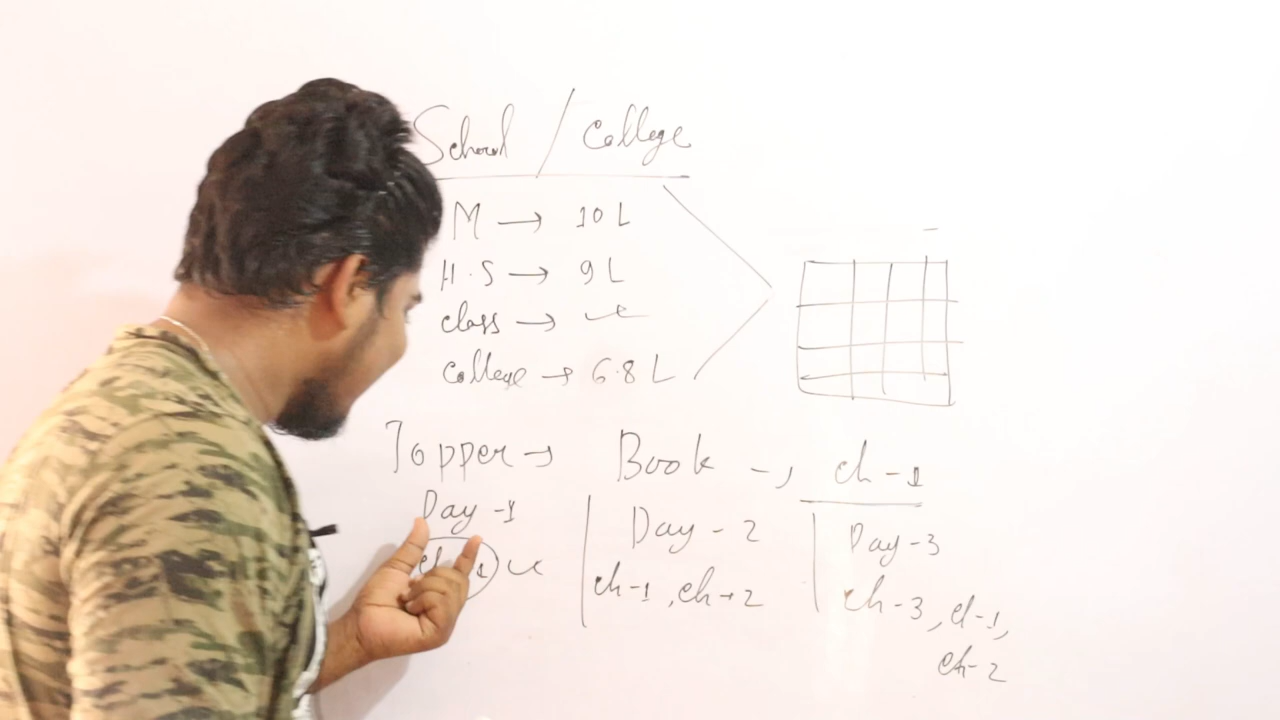 School / College
M → 10 L
H.S → 9 L
class →
college → 6.8 L
Topper → Book → ch-1
Day-1 | Day-2 | Day-3
ch-1, ch-2 | ch-3, ch-1,
ch-2